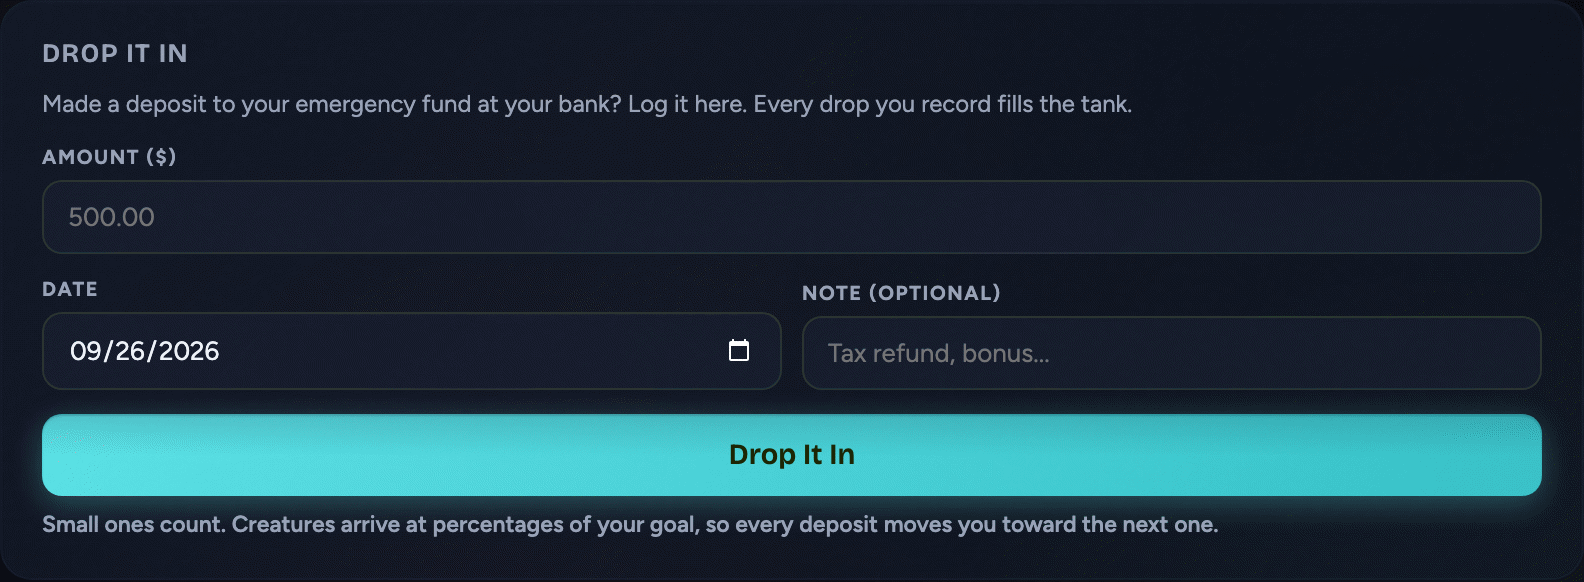 DROP IT IN
Made a deposit to your emergency fund at your bank? Log it here. Every drop you record fills the tank.
AMOUNT ($)
500.00
DATE
NOTE (OPTIONAL)
09/26/2026
Tax refund, bonus...
Drop It In
Small ones count. Creatures arrive at percentages of your goal, so every deposit moves you toward the next one.